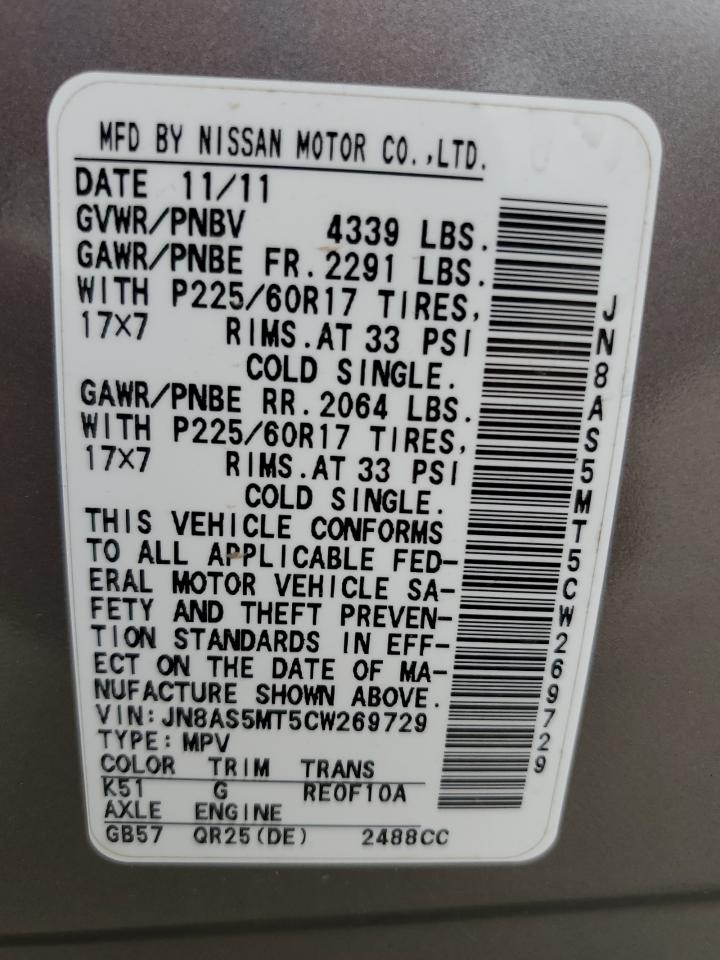 MFD BY NISSAN MOTOR CO.,LTD.
DATE 11/11
GVWR/PNBV 4339 LBS.
GAWR/PNBE FR.2291 LBS.
WITH P225/60R17 TIRES,
17X7 RIMS.AT 33 PSI
COLD SINGLE.
GAWR/PNBE RR.2064 LBS.
WITH P225/60R17 TIRES,
17X7 RIMS.AT 33 PSI
COLD SINGLE.
THIS VEHICLE CONFORMS
TO ALL APPLICABLE FED-
ERAL MOTOR VEHICLE SA-
FETY AND THEFT PREVEN-
TION STANDARDS IN EFF-
ECT ON THE DATE OF MA-
NUFACTURE SHOWN ABOVE.
VIN:JN8AS5MT5CW269729
TYPE:MPV
COLOR TRIM TRANS
K51 G RE0F10A
AXLE ENGINE
GB57 QR25(DE) 2488CC
JN8AS5MT5CW269729